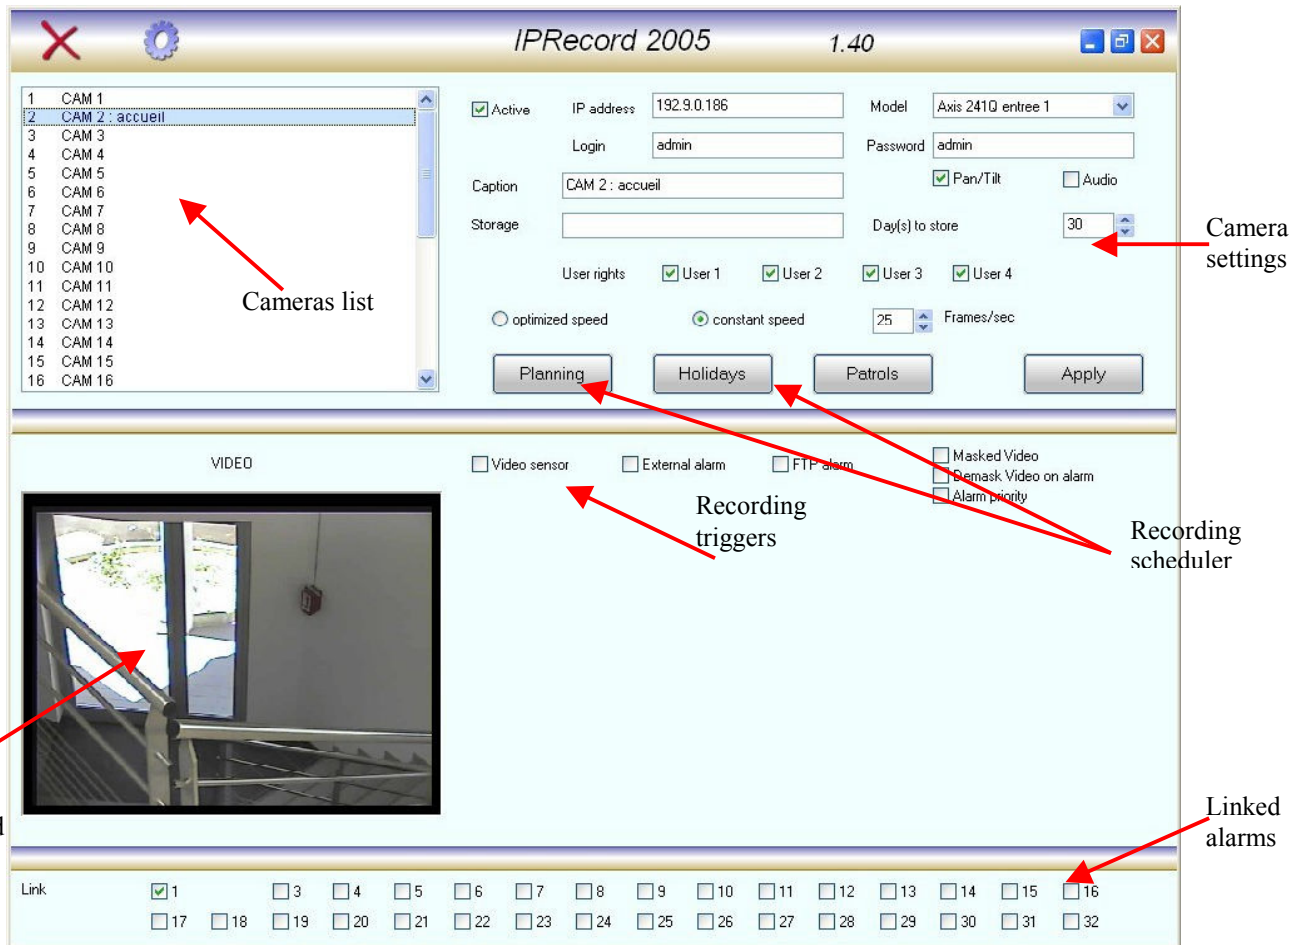 IPRecord 2005 1.40
1 CAM 1
2 CAM 2 : accueil
3 CAM 3
4 CAM 4
5 CAM 5
6 CAM 6
7 CAM 7
8 CAM 8
9 CAM 9
10 CAM 10
11 CAM 11
12 CAM 12
13 CAM 13
14 CAM 14
15 CAM 15
16 CAM 16
Cameras list
Active IP address 192.9.0.186 Model Axis 241Q entree 1
Login admin Password admin
Pan/Tilt Audio
Caption CAM 2 : accueil
Storage Day(s) to store 30
User rights User 1 User 2 User 3 User 4
optimized speed constant speed 25 Frames/sec
Planning Holidays Patrols Apply
Camera
settings
VIDEO
Video sensor External alarm FTP alarm
Masked Video
Demask Video on alarm
Alarm priority
Recording
triggers
Recording
scheduler
Linked
alarms
Link 1 3 4 5 6 7 8 9 10 11 12 13 14 15 16
17 18 19 20 21 22 23 24 25 26 27 28 29 30 31 32